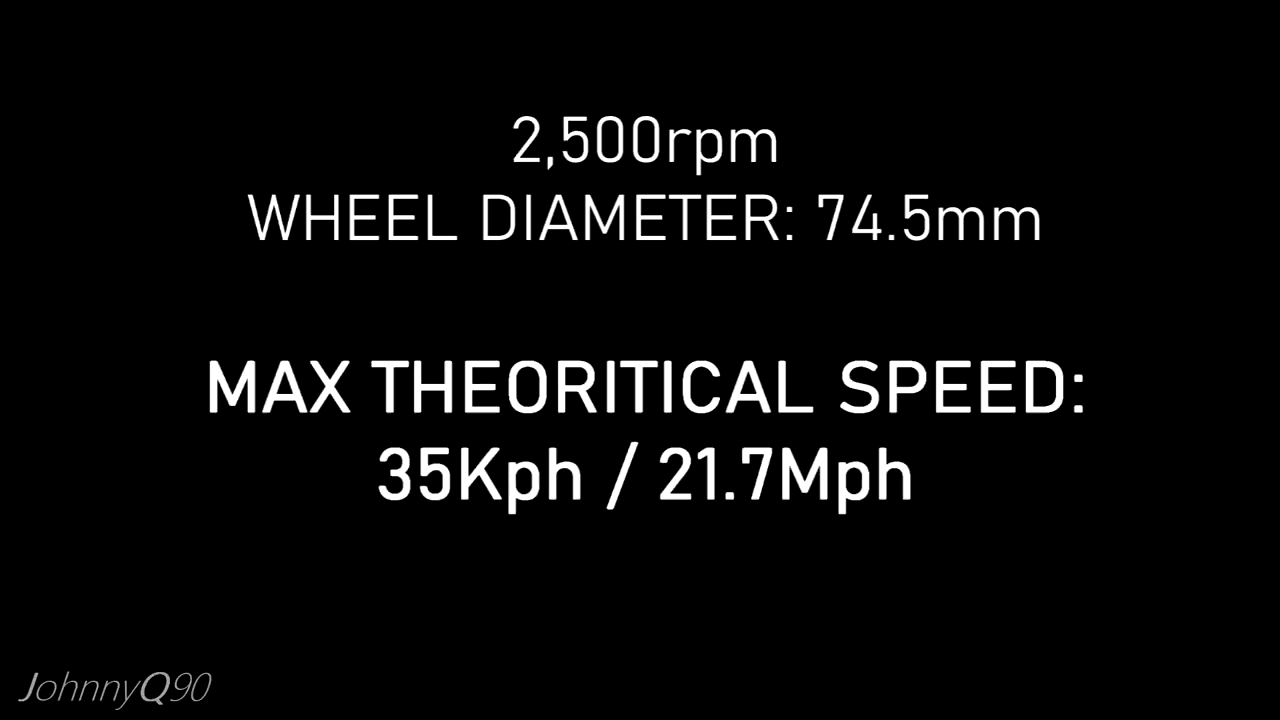 2,500rpm
WHEEL DIAMETER: 74.5mm
MAX THEORITICAL SPEED:
35Kph / 21.7Mph
JohnnyQ90